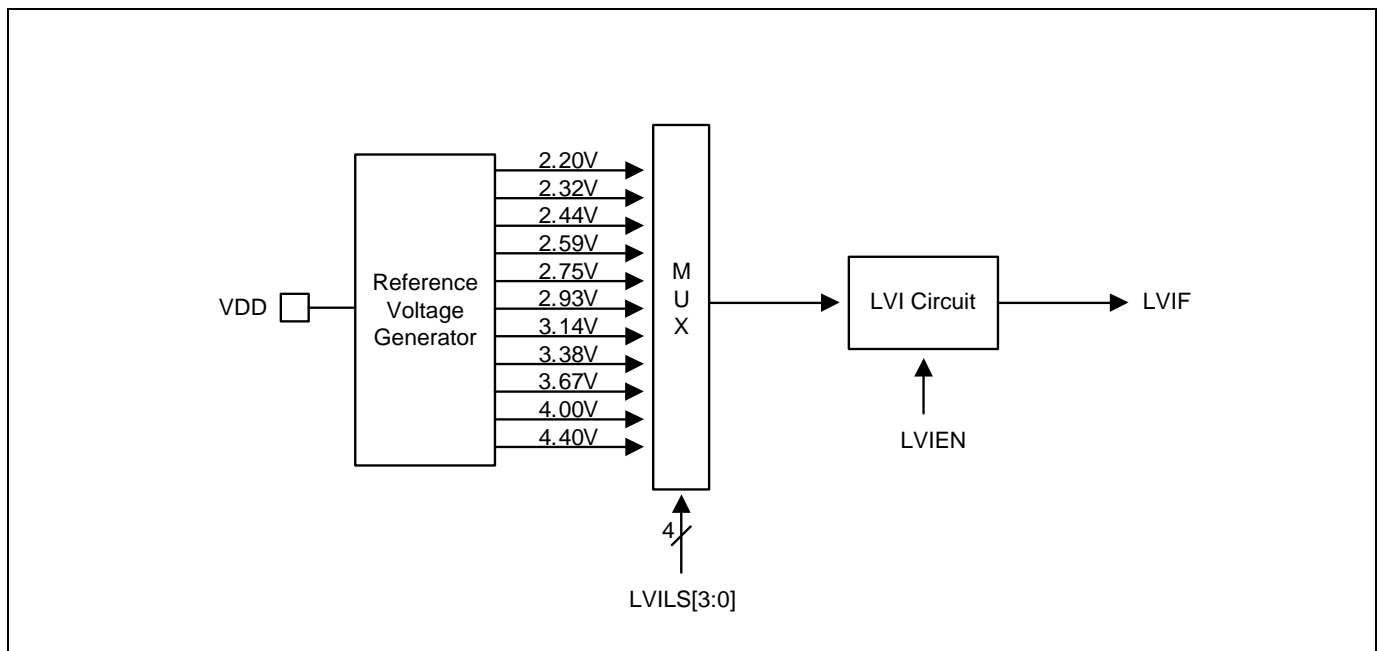 VDD
Reference
Voltage
Generator
2.20V
2.32V
2.44V
2.59V
2.75V
2.93V
3.14V
3.38V
3.67V
4.00V
4.40V
M
U
X
4
LVILS[3:0]
LVI Circuit
LVIEN
LVIF